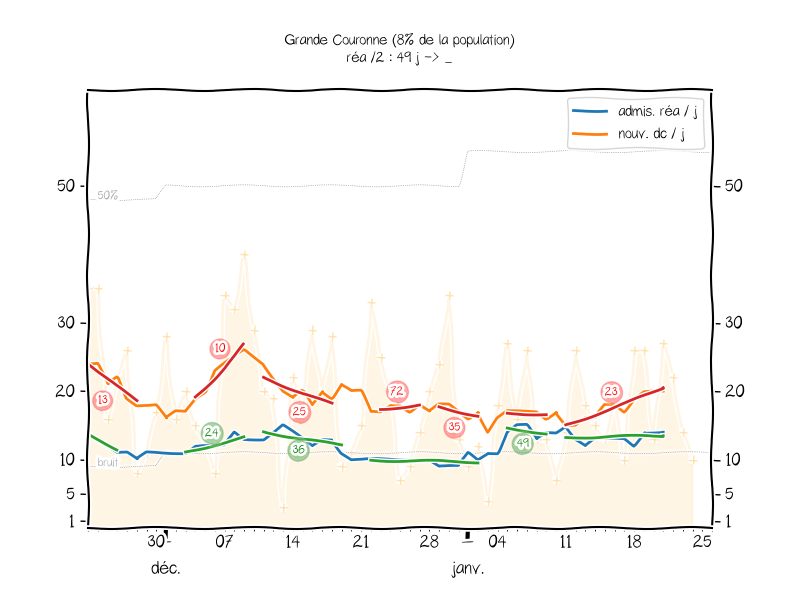 Grande Couronne (8% de la population)
réa /2 : 49 j -> _
admis. réa / j
nouv. dc / j
50 50
50%
30 30
10
72
23
20 20
13
25
35
24
36
49
bruit
10 10
5 5
1 1
30 07 14 21 28 04 11 18 25
déc. janv.